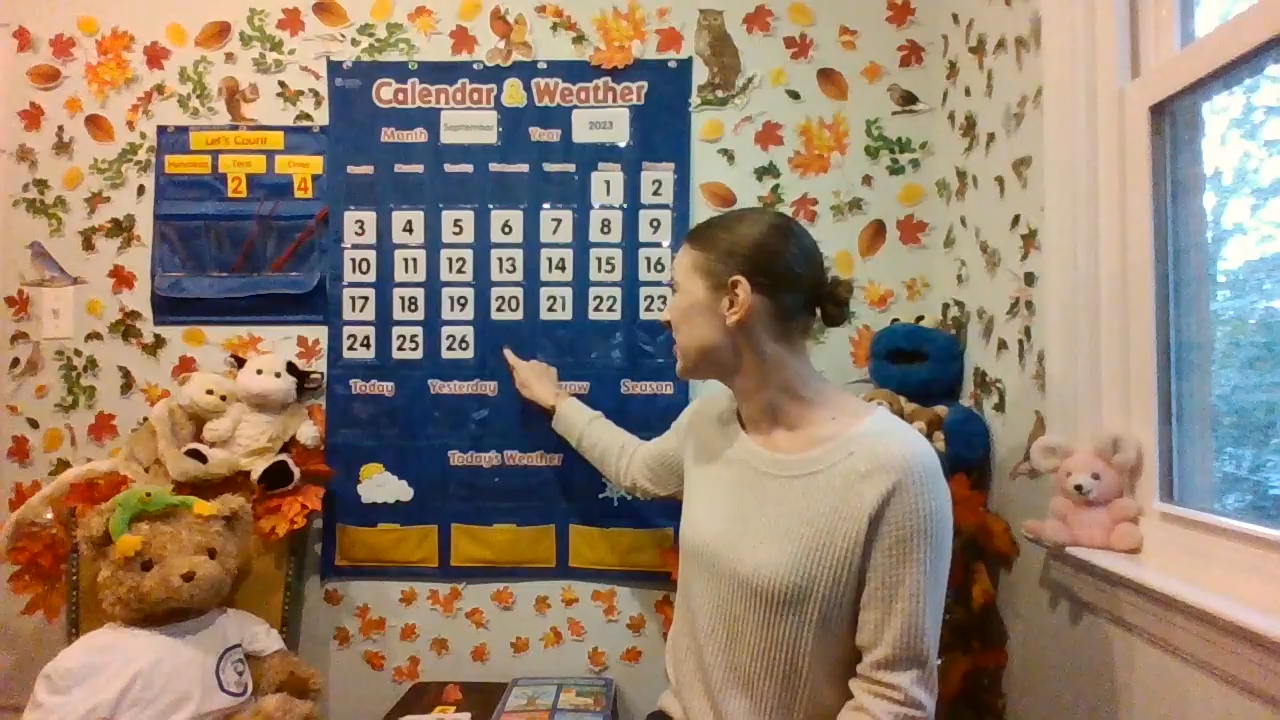 Calendar & Weather
Month September Year 2023
Let's Count
Hundreds Tens Ones
2 4
1 2
3 4 5 6 7 8 9
10 11 12 13 14 15 16
17 18 19 20 21 22 23
24 25 26
Today Yesterday row Season
Today's Weather